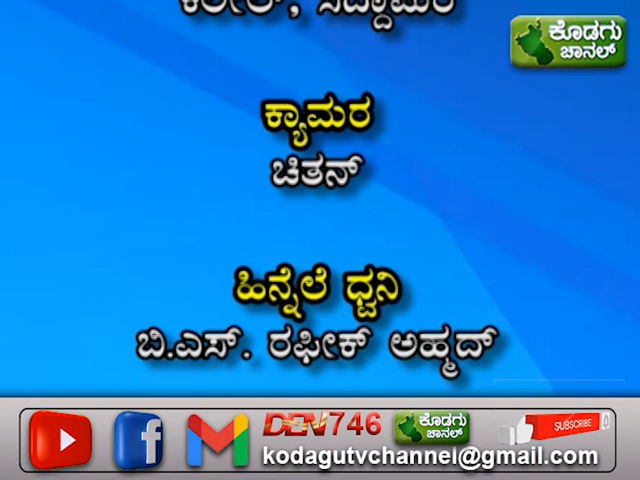 ಕೊಡಗು
ಚಾನಲ್
ಕ್ಯಾಮರ
ಚಿತನ್
ಹಿನ್ನೆಲೆ ಧ್ವನಿ
ಬಿ.ಎಸ್. ರಫೀಕ್ ಅಹ್ಮದ್
DEN746
ಕೊಡಗು
ಚಾನಲ್
SUBSCRIBE
kodagutvchannel@gmail.com